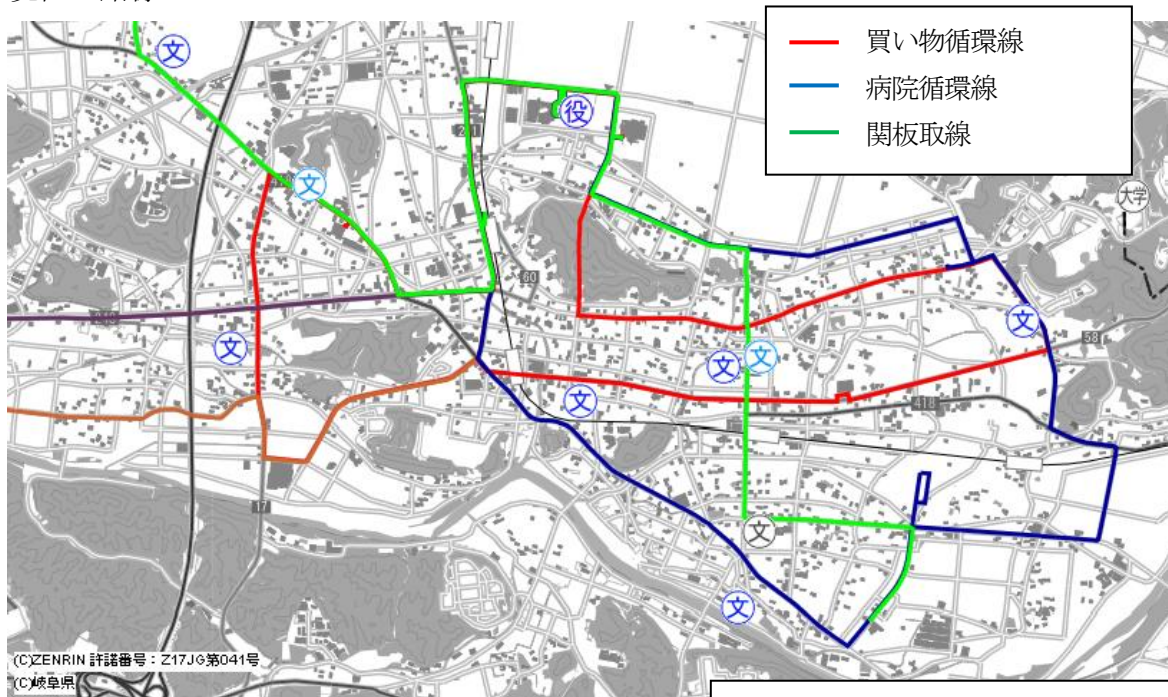 買い物循環線
病院循環線
関板取線
文
役
大学
文
60
文
58
文
文
文
文
418
17
文
文
(C)ZENRIN 許諾番号：Z17JG第041号
(C)岐阜県